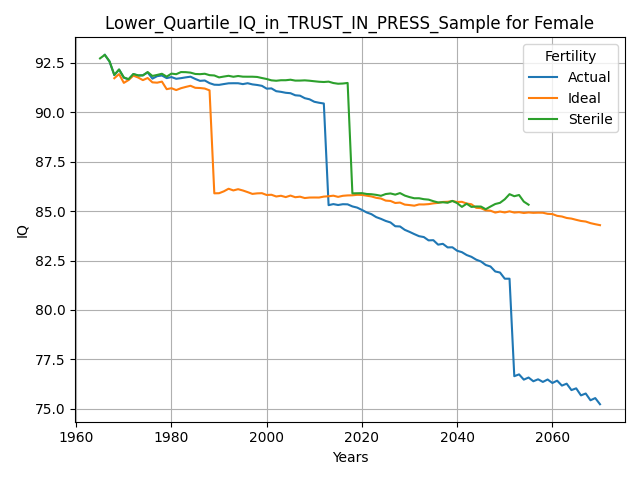 Lower_Quartile_IQ_in_TRUST_IN_PRESS_Sample for Female
Fertility
Actual
Ideal
Sterile
IQ
92.5
90.0
87.5
85.0
82.5
80.0
77.5
75.0
1960 1980 2000 2020 2040 2060
Years